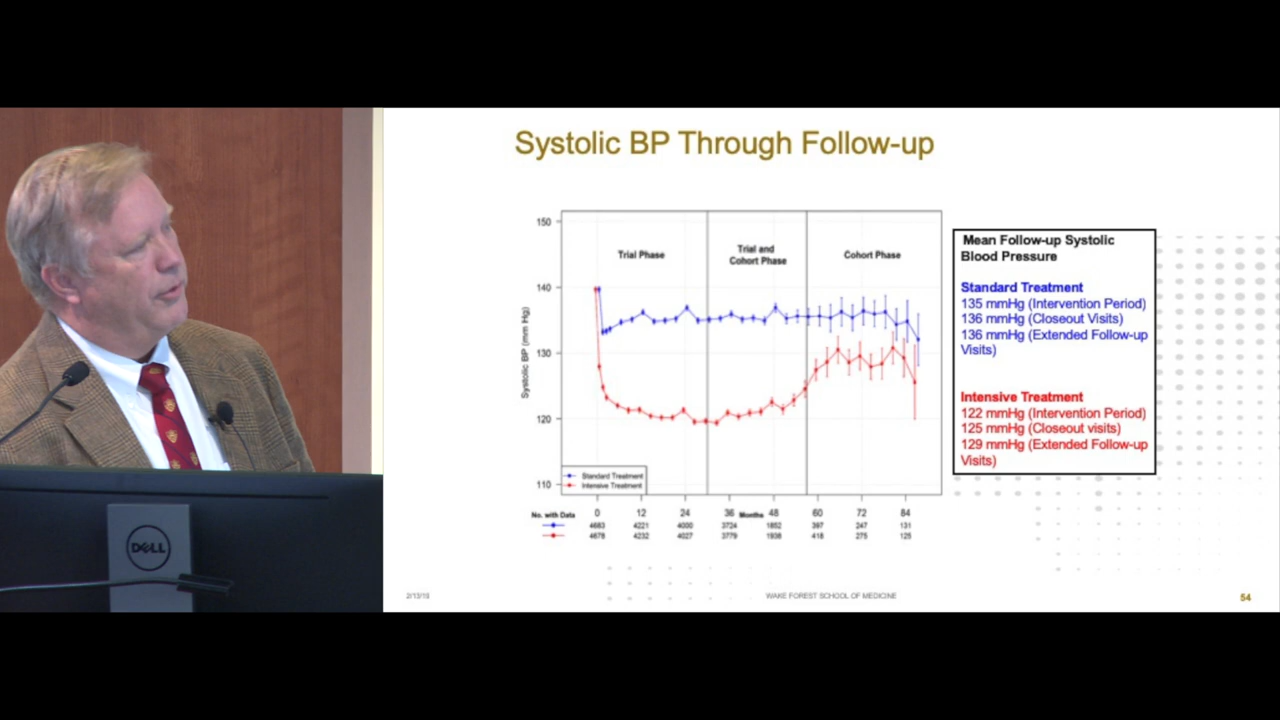 Systolic BP Through Follow-up
150
140
130
120
110
Systolic BP (mm Hg)
Trial Phase
Trial and
Cohort Phase
Cohort Phase
Standard Treatment
Intensive Treatment
0 12 24 36 48 60 72 84
Months
No. with Data
4683 4221 4000 3724 1852 397 247 131
4678 4232 4027 3779 1938 418 275 125
Mean Follow-up Systolic
Blood Pressure
Standard Treatment
135 mmHg (Intervention Period)
136 mmHg (Closeout Visits)
136 mmHg (Extended Follow-up
Visits)
Intensive Treatment
122 mmHg (Intervention Period)
125 mmHg (Closeout visits)
129 mmHg (Extended Follow-up
Visits)
WAKE FOREST SCHOOL OF MEDICINE
54
DELL